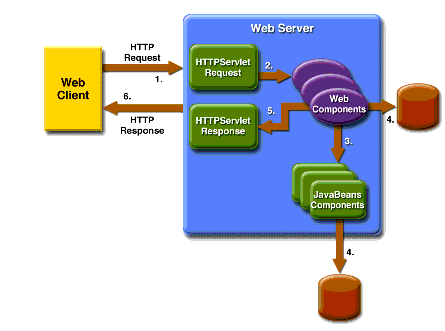 Web Server
HTTP
Request
1.
Web
Client
6.
HTTP
Response
HTTPServlet
Request
2.
Web
Components
4.
HTTPServlet
Response
5.
3.
JavaBeans
Components
4.